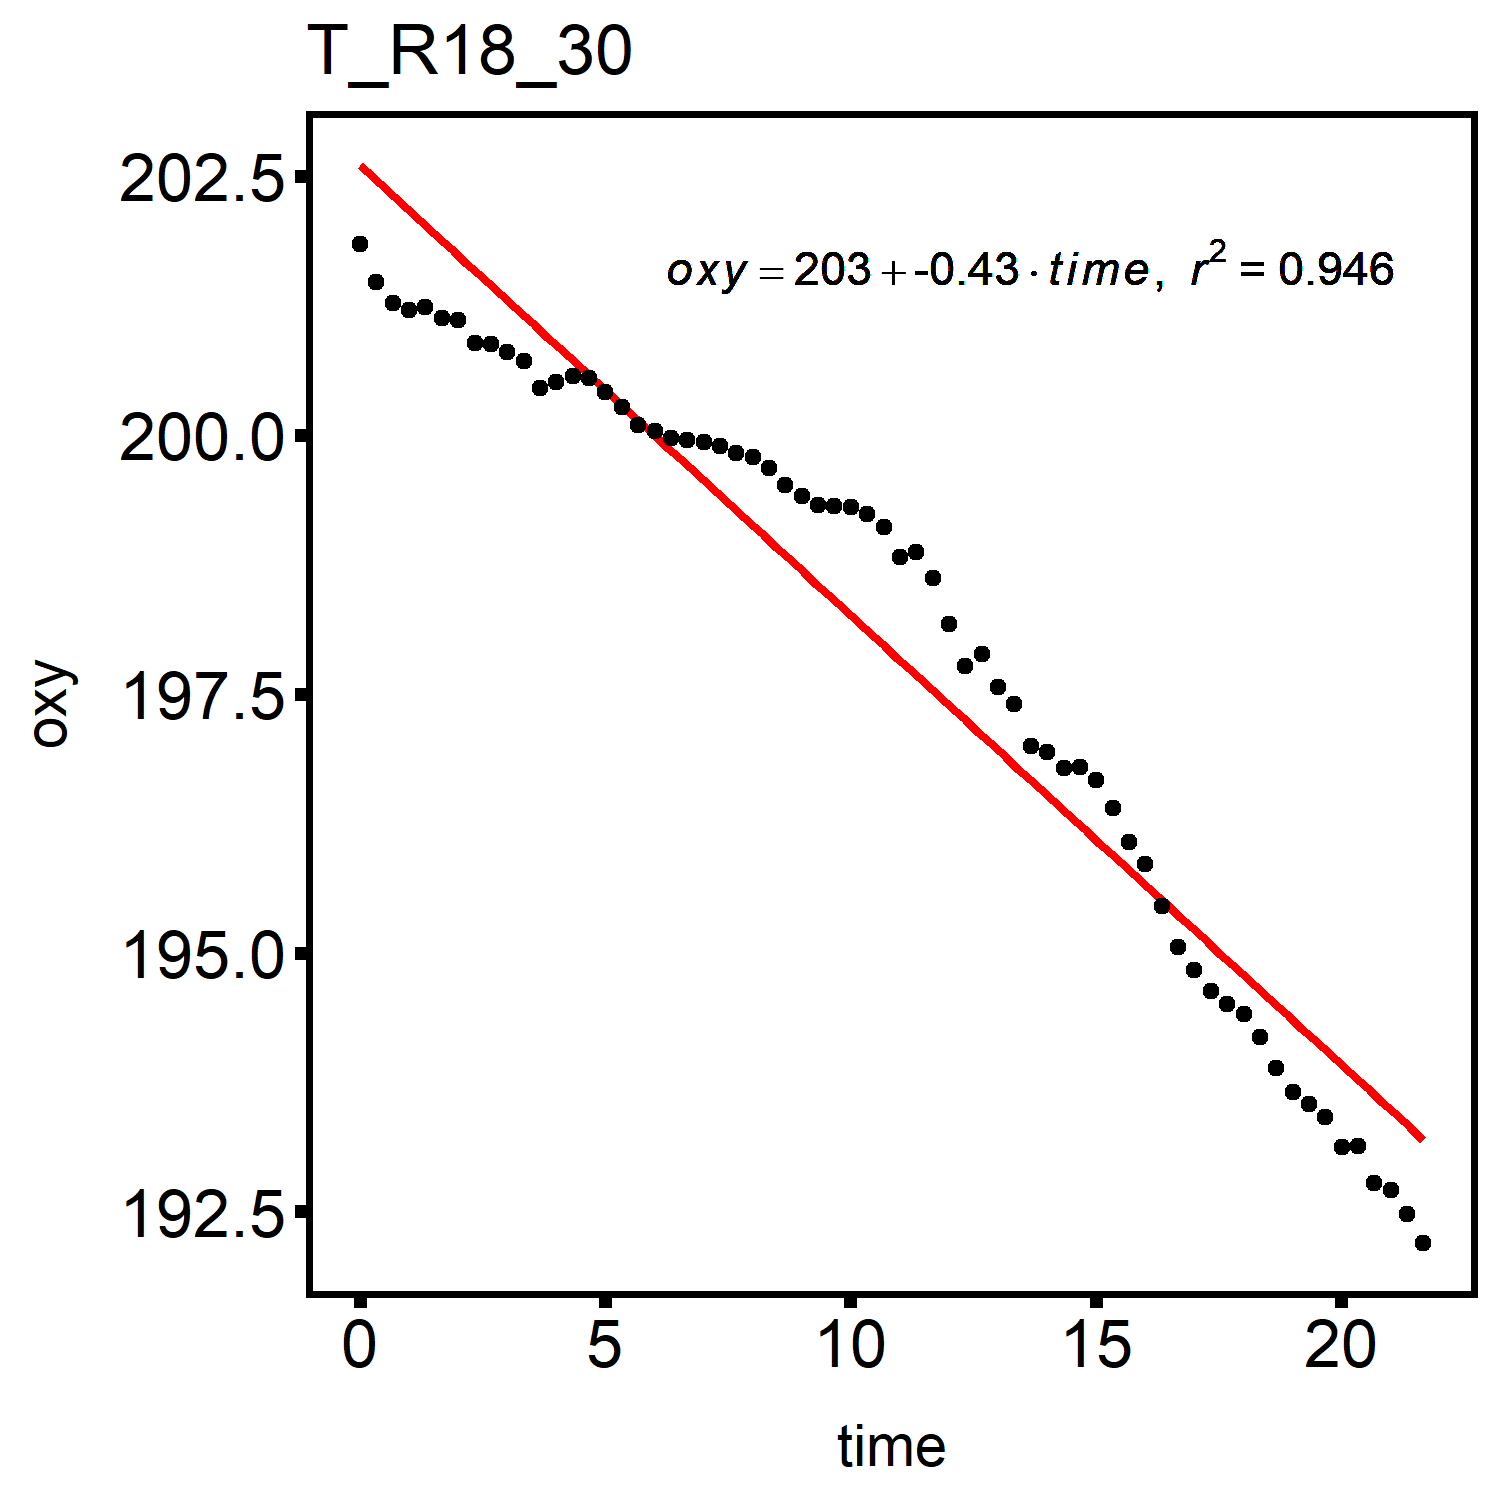 T_R18_30
oxy = 203 + -0.43 · time, r² = 0.946
202.5
200.0
197.5
195.0
192.5
oxy
0 5 10 15 20
time